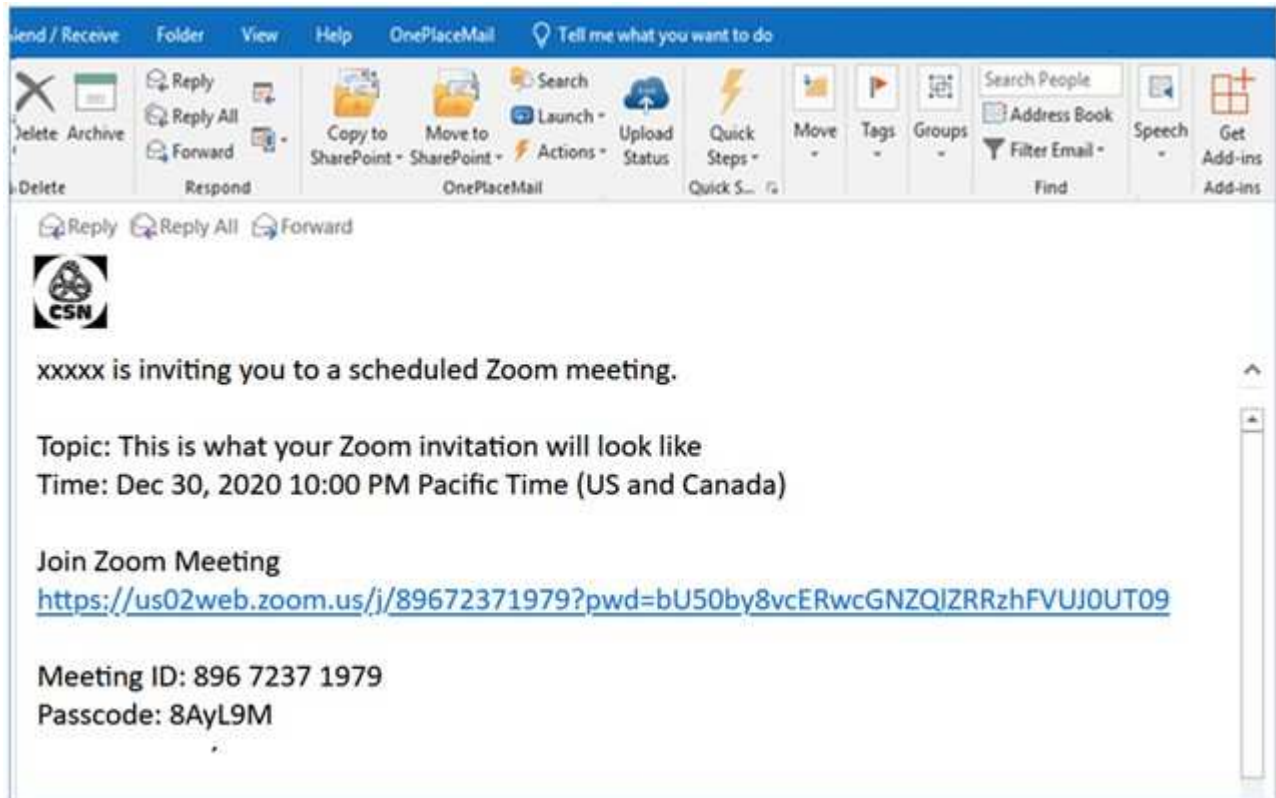 Send / Receive Folder View Help OnePlaceMail Tell me what you want to do
Delete Archive
Reply
Reply All
Forward
Copy to SharePoint
Move to SharePoint
Search
Launch
Actions
Upload Status
Quick Steps
Move
Tags
Groups
Search People
Address Book
Filter Email
Speech
Get Add-ins
Delete Respond OnePlaceMail Quick S... Find Add-ins
Reply Reply All Forward
CSN
xxxxx is inviting you to a scheduled Zoom meeting.
Topic: This is what your Zoom invitation will look like
Time: Dec 30, 2020 10:00 PM Pacific Time (US and Canada)
Join Zoom Meeting
https://us02web.zoom.us/j/89672371979?pwd=bU50by8vcERwcGNZQlZRRzhFVUJ0UT09
Meeting ID: 896 7237 1979
Passcode: 8AyL9M